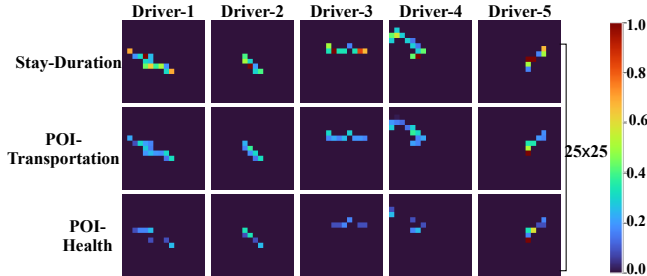 Driver-1 Driver-2 Driver-3 Driver-4 Driver-5
1.0
Stay-Duration
0.8
0.6
POI-
Transportation
25x25
0.4
0.2
POI-
Health
0.0